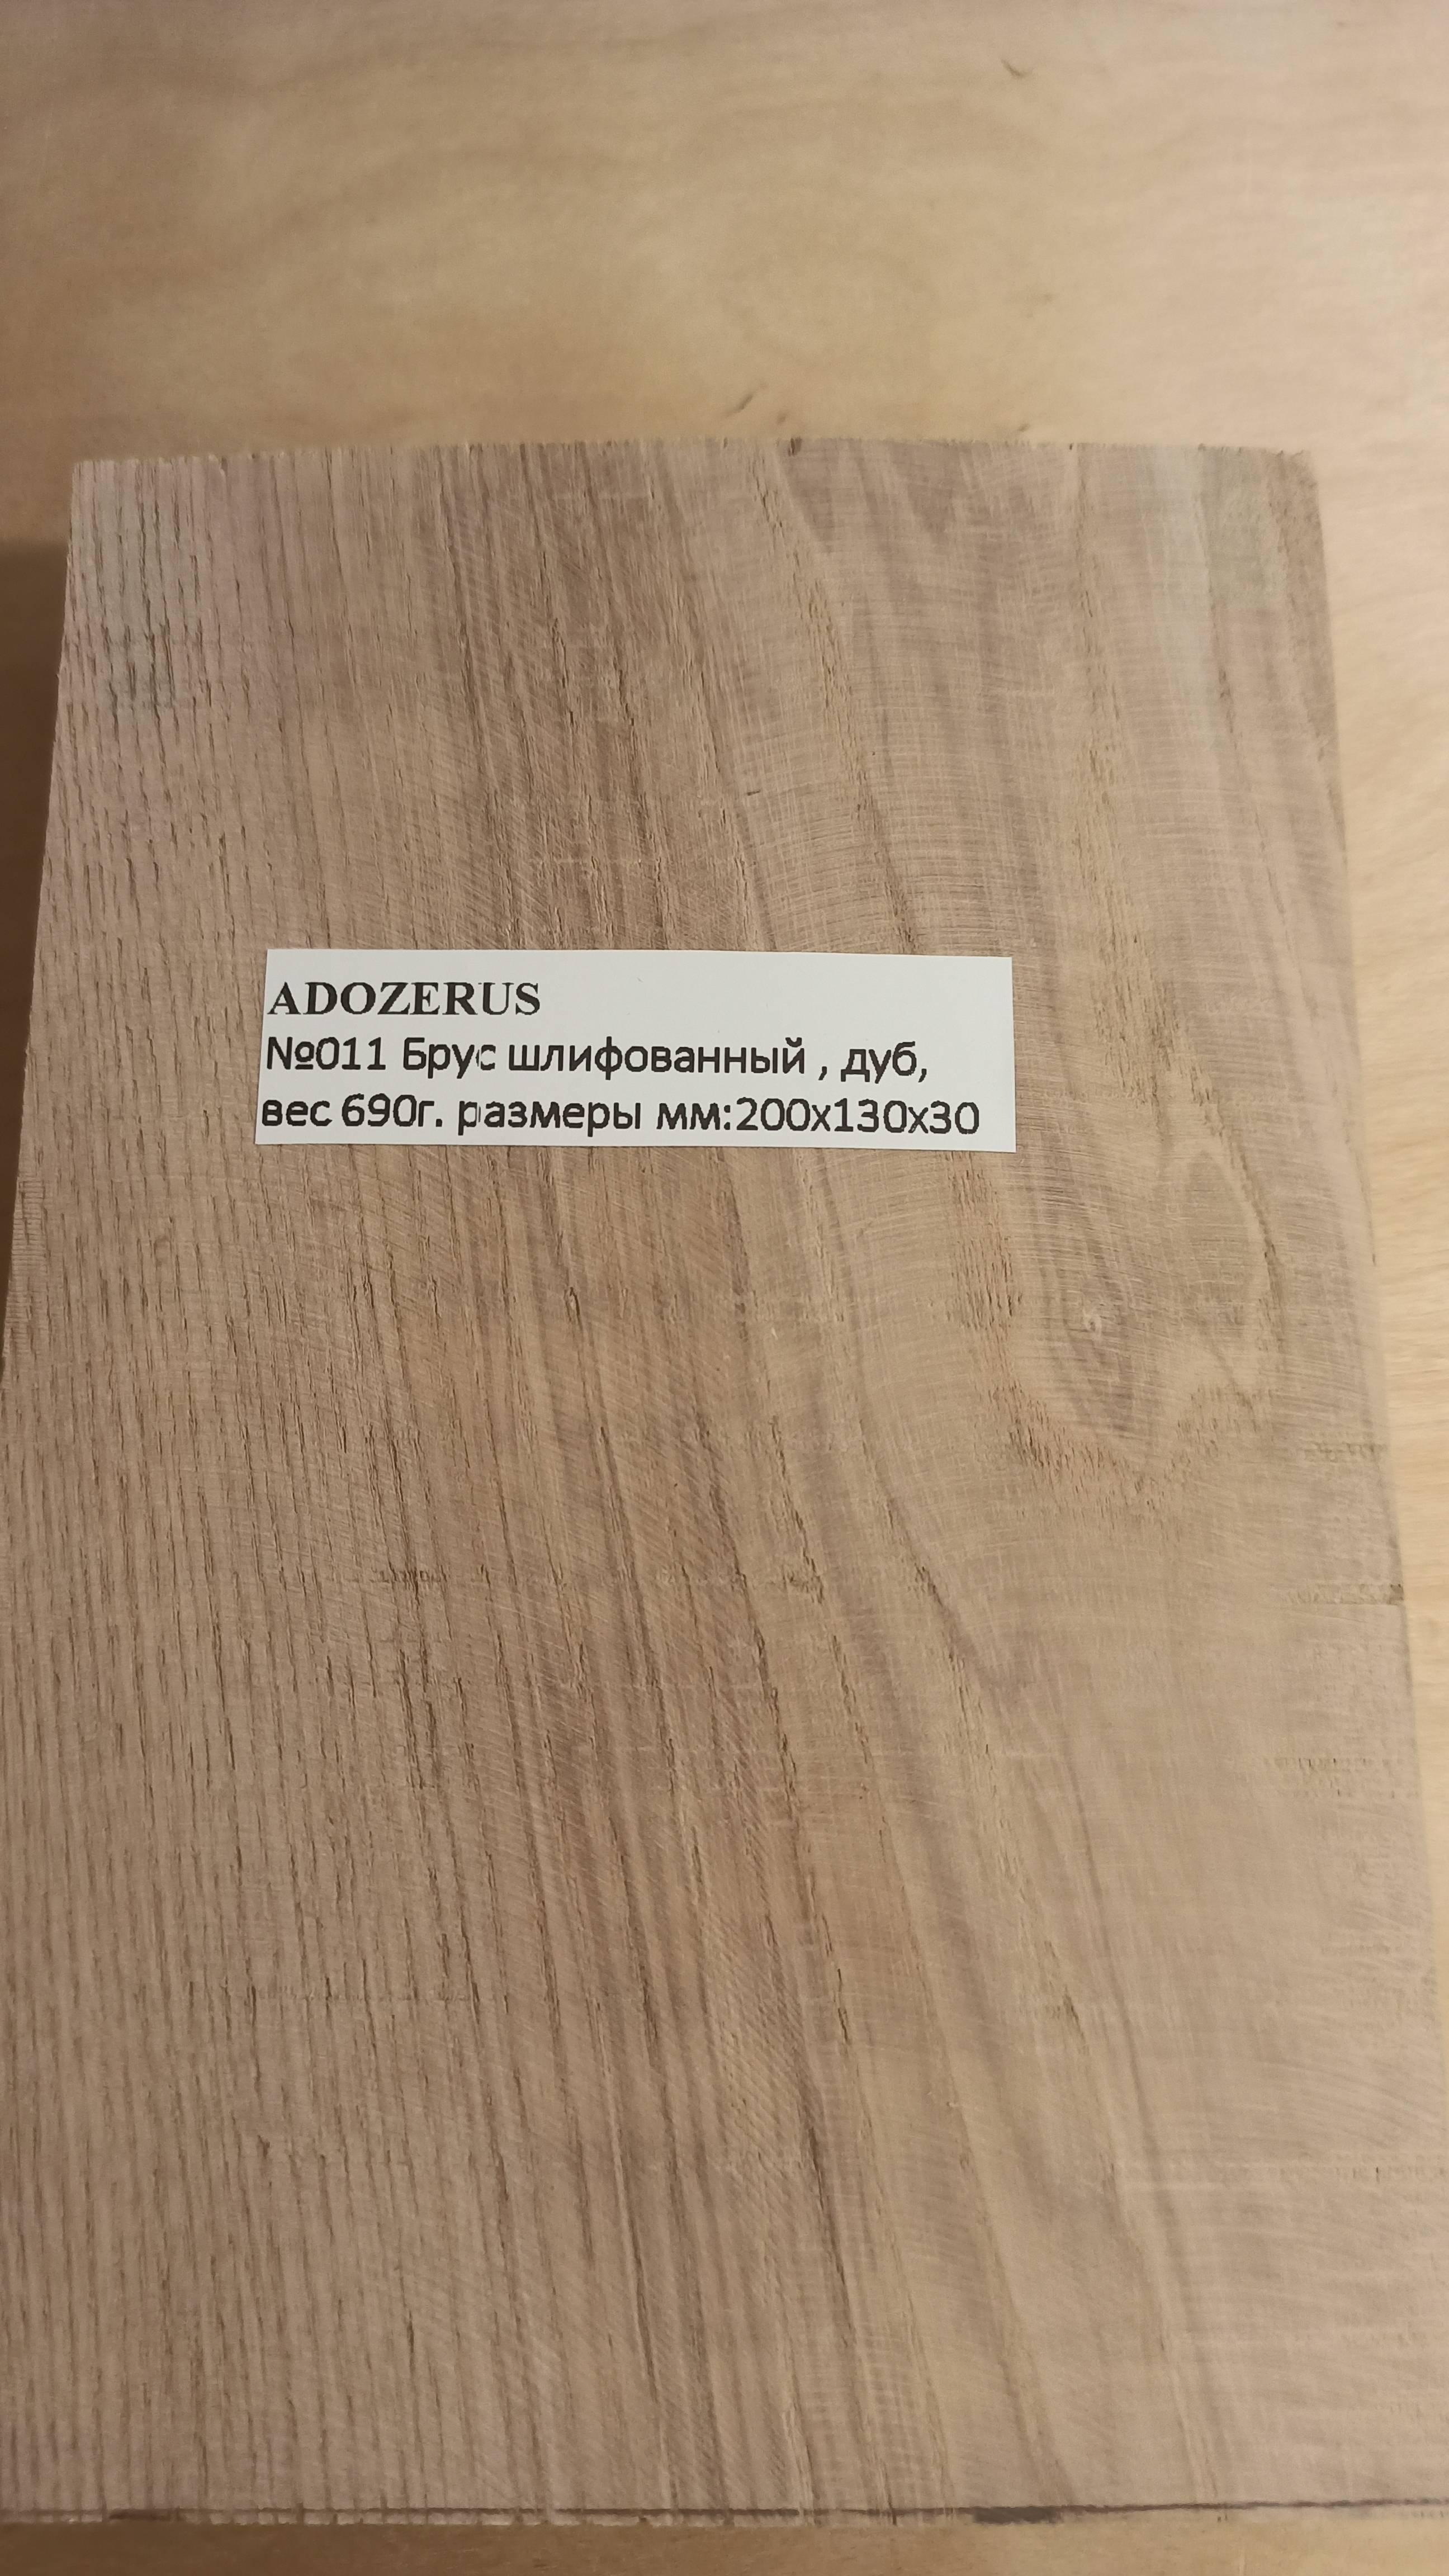 ADOZERUS
№011 Брус шлифованный , дуб,
вес 690г. размеры мм:200х130х30